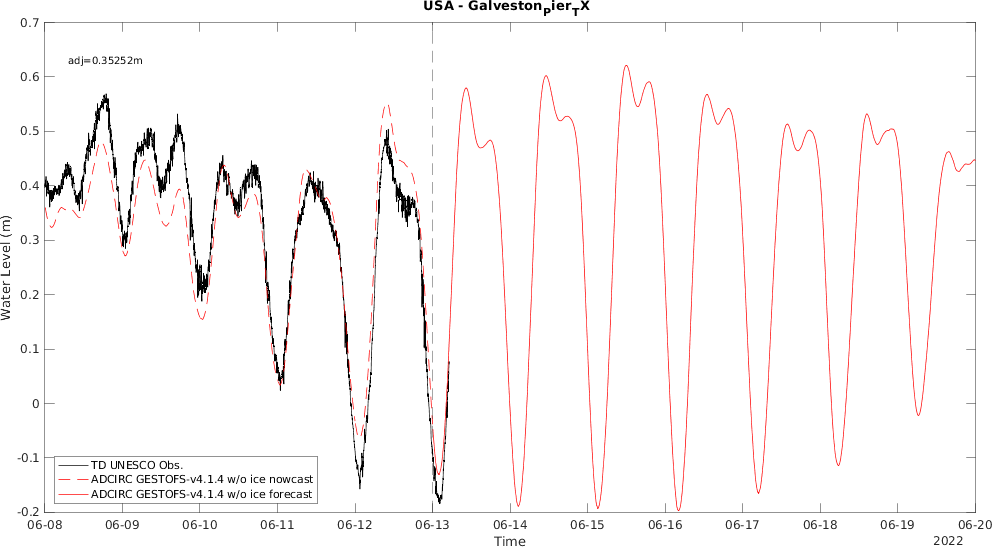 USA - Galveston_Pier_TX
adj=0.35252m
0.7
0.6
0.5
0.4
0.3
0.2
0.1
0
-0.1
-0.2
Water Level (m)
TD UNESCO Obs.
ADCIRC GESTOFS-v4.1.4 w/o ice nowcast
ADCIRC GESTOFS-v4.1.4 w/o ice forecast
06-08 06-09 06-10 06-11 06-12 06-13 06-14 06-15 06-16 06-17 06-18 06-19 06-20
Time
2022